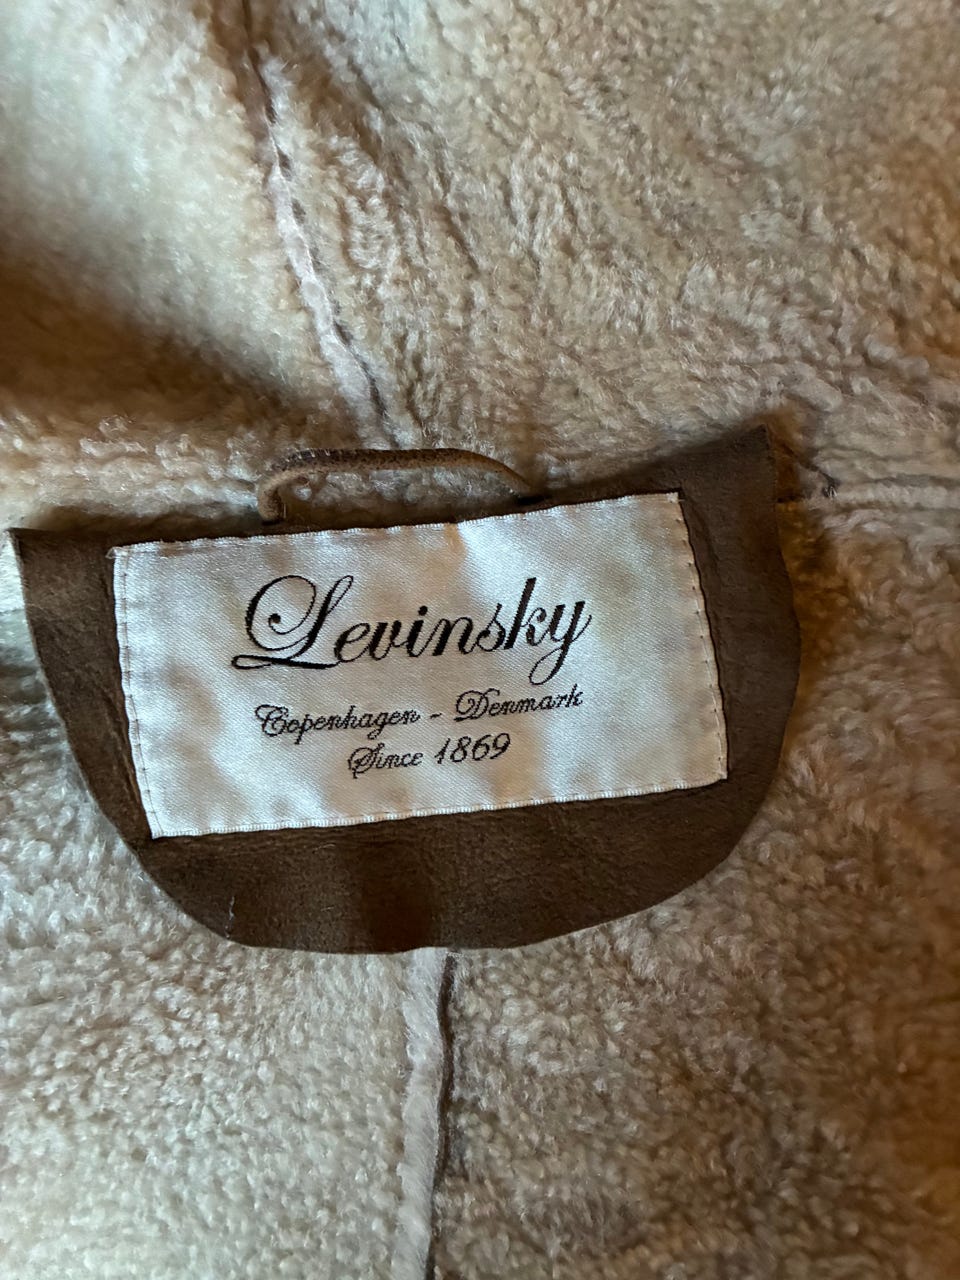 Levinsky
Copenhagen - Denmark
Since 1869